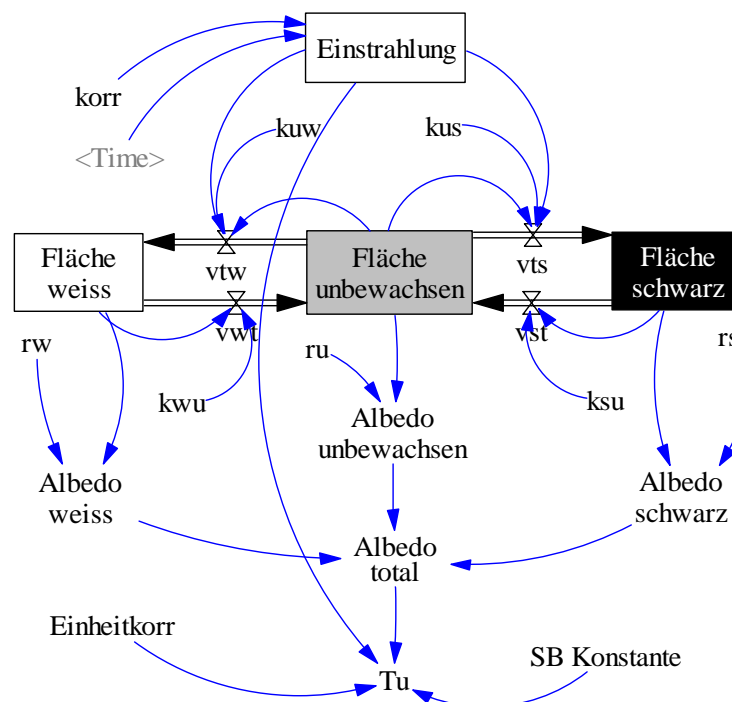 Einstrahlung
korr
kuw
kus
<Time>
Fläche
weiss
vtw
Fläche
unbewachsen
vts
Fläche
schwarz
vwt
vst
rw
ru
rs
kwu
ksu
Albedo
unbewachsen
Albedo
weiss
Albedo
schwarz
Albedo
total
Einheitkorr
SB Konstante
Tu